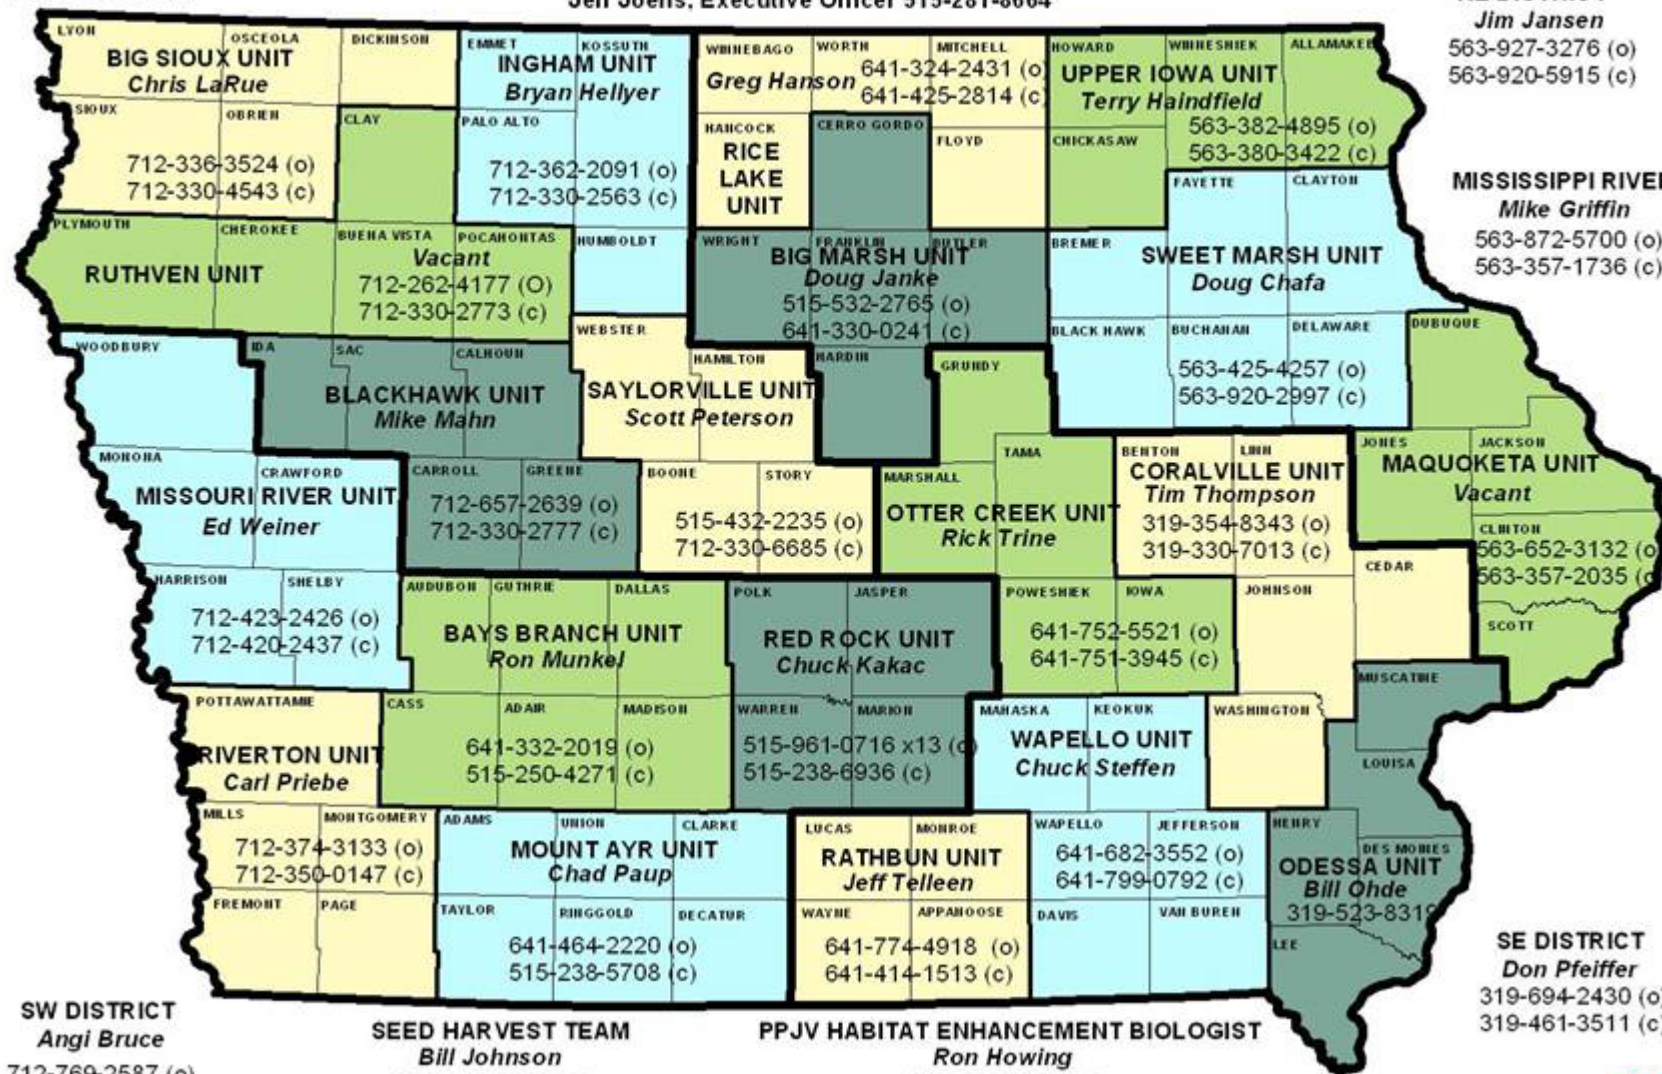 Jeff Joens, Executive Officer 515-281-8664
Jim Jansen
563-927-3276 (o)
563-920-5915 (c)
MISSISSIPPI RIVER
Mike Griffin
563-872-5700 (o)
563-357-1736 (c)
LYON
OSCEOLA
DICKINSON
BIG SIOUX UNIT
Chris LaRue
SIOUX
OBRIEN
712-336-3524 (o)
712-330-4543 (c)
EMMET
KOSSUTH
INGHAM UNIT
Bryan Hellyer
PALO ALTO
712-362-2091 (o)
712-330-2563 (c)
HUMBOLDT
WINNEBAGO
WORTH
MITCHELL
Greg Hanson
641-324-2431 (o)
641-425-2814 (c)
HANCOCK
FLOYD
RICE
LAKE
UNIT
HOWARD
WINNESHIEK
ALLAMAKEE
UPPER IOWA UNIT
Terry Haindfield
563-382-4895 (o)
563-380-3422 (c)
CHICKASAW
CLAY
PLYMOUTH
CHEROKEE
BUENA VISTA
POCAHONTAS
RUTHVEN UNIT
Vacant
712-262-4177 (O)
712-330-2773 (c)
CERRO GORDO
WRIGHT
FRANKLIN
BUTLER
BIG MARSH UNIT
Doug Janke
515-532-2765 (o)
641-330-0241 (c)
HARDIN
FAYETTE
CLAYTON
BREMER
SWEET MARSH UNIT
Doug Chafa
BLACK HAWK
BUCHANAN
DELAWARE
563-425-4257 (o)
563-920-2997 (c)
WOODBURY
MONONA
CRAWFORD
MISSOURI RIVER UNIT
Ed Weiner
HARRISON
SHELBY
712-423-2426 (o)
712-420-2437 (c)
IDA
SAC
CALHOUN
BLACKHAWK UNIT
Mike Mahn
CARROLL
GREENE
712-657-2639 (o)
712-330-2777 (c)
WEBSTER
HAMILTON
SAYLORVILLE UNIT
Scott Peterson
BOONE
STORY
515-432-2235 (o)
712-330-6685 (c)
GRUNDY
TAMA
MARSHALL
OTTER CREEK UNIT
Rick Trine
POWESHIEK
IOWA
641-752-5521 (o)
641-751-3945 (c)
BENTON
LINN
CORALVILLE UNIT
Tim Thompson
319-354-8343 (o)
319-330-7013 (c)
CEDAR
JOHNSON
WASHINGTON
DUBUQUE
JONES
JACKSON
MAQUOKETA UNIT
Vacant
CLINTON
563-652-3132 (o
563-357-2035 (c
SCOTT
AUDUBON
GUTHRIE
DALLAS
BAYS BRANCH UNIT
Ron Munkel
CASS
ADAIR
MADISON
641-332-2019 (o)
515-250-4271 (c)
POLK
JASPER
RED ROCK UNIT
Chuck Kakac
WARREN
MARION
515-961-0716 x13 (o)
515-238-6936 (c)
POTTAWATTAMIE
RIVERTON UNIT
Carl Priebe
MILLS
MONTGOMERY
712-374-3133 (o)
712-350-0147 (c)
FREMONT
PAGE
ADAMS
UNION
CLARKE
MOUNT AYR UNIT
Chad Paup
TAYLOR
RINGGOLD
DECATUR
641-464-2220 (o)
515-238-5708 (c)
LUCAS
MONROE
RATHBUN UNIT
Jeff Telleen
WAYNE
APPANOOSE
641-774-4918 (o)
641-414-1513 (c)
MAHASKA
KEOKUK
WAPELLO UNIT
Chuck Steffen
WAPELLO
JEFFERSON
641-682-3552 (o)
641-799-0792 (c)
DAVIS
VAN BUREN
MUSCATINE
LOUISA
HENRY
DES MOINES
ODESSA UNIT
Bill Ohde
319-523-8319
LEE
SE DISTRICT
Don Pfeiffer
319-694-2430 (o)
319-461-3511 (c)
SW DISTRICT
Angi Bruce
712-769-2587 (o)
SEED HARVEST TEAM
Bill Johnson
PPJV HABITAT ENHANCEMENT BIOLOGIST
Ron Howing